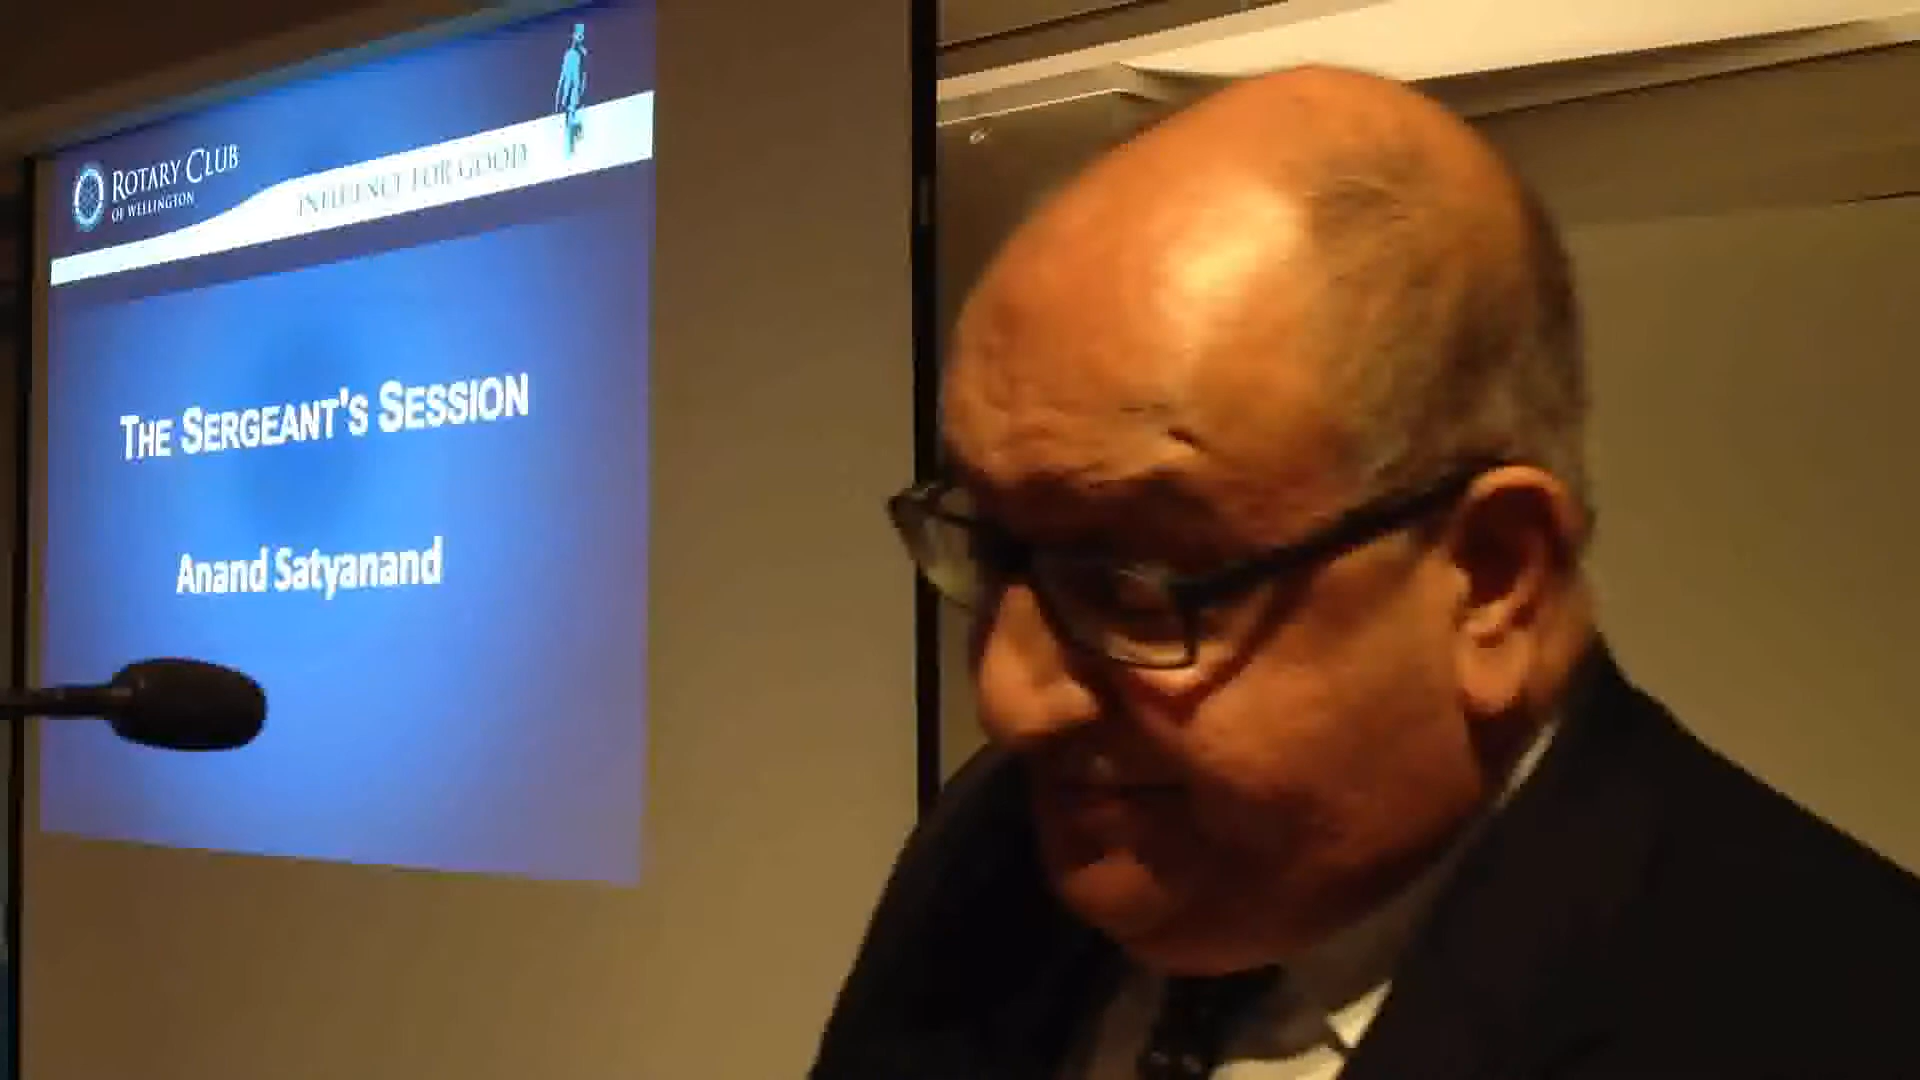 ROTARY CLUB
OF WELLINGTON
INFLUENCE FOR GOOD
THE SERGEANT'S SESSION
Anand Satyanand